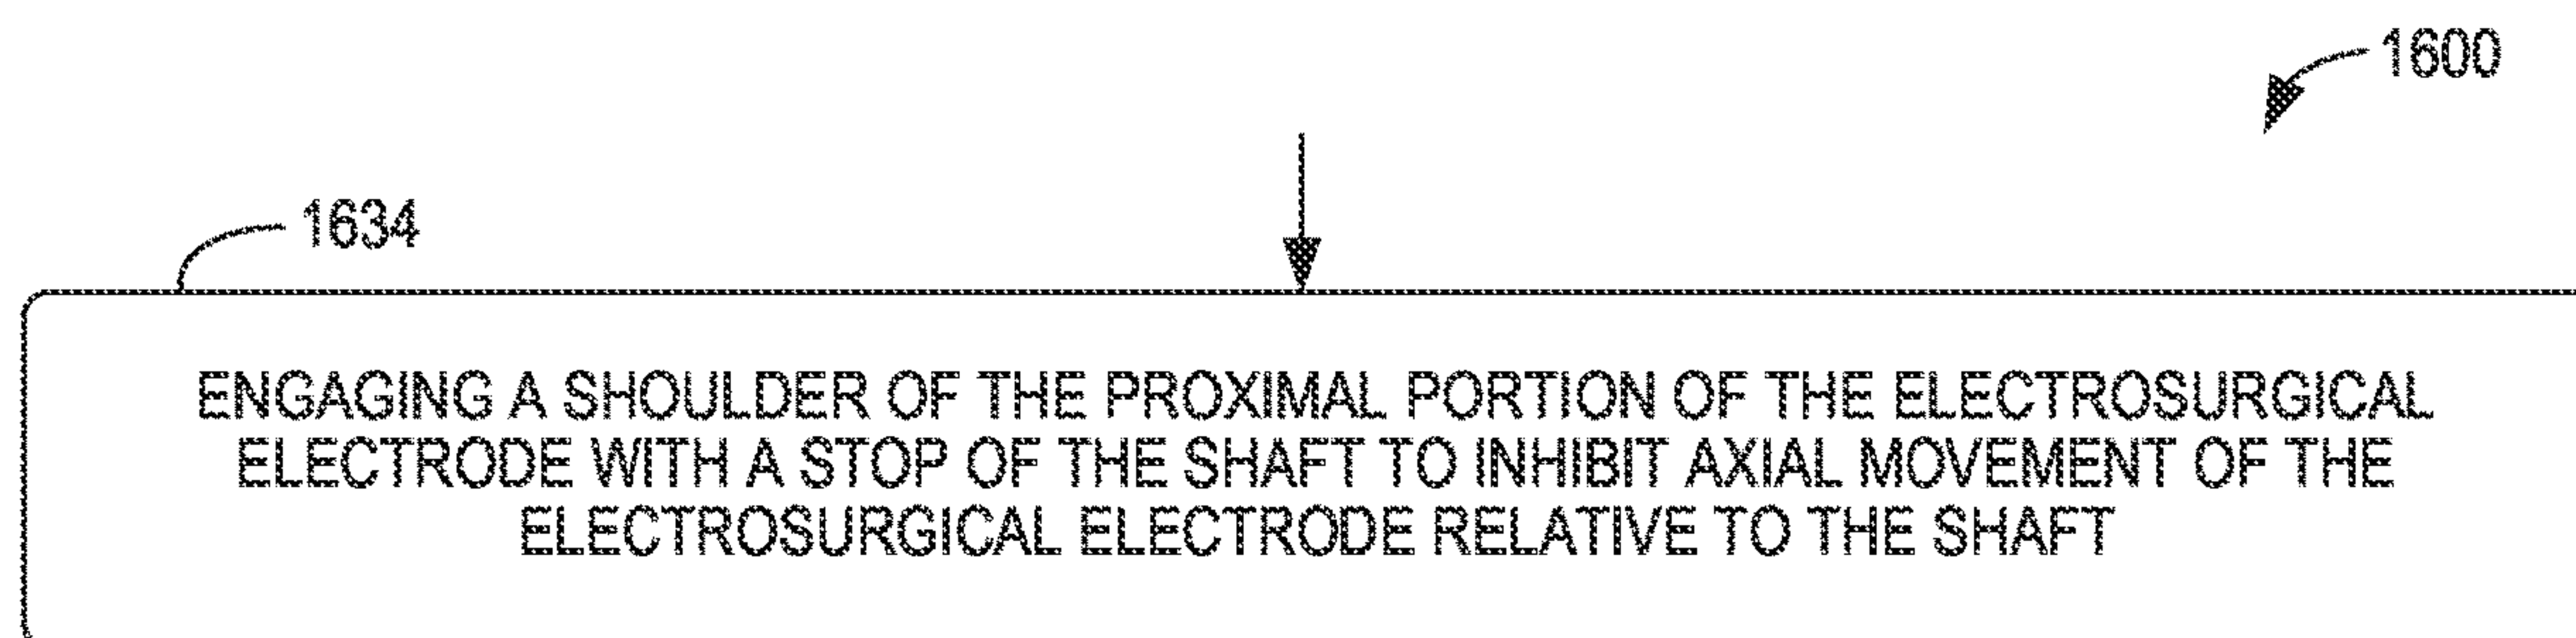 1600
1634
ENGAGING A SHOULDER OF THE PROXIMAL PORTION OF THE ELECTROSURGICAL
ELECTRODE WITH A STOP OF THE SHAFT TO INHIBIT AXIAL MOVEMENT OF THE
ELECTROSURGICAL ELECTRODE RELATIVE TO THE SHAFT